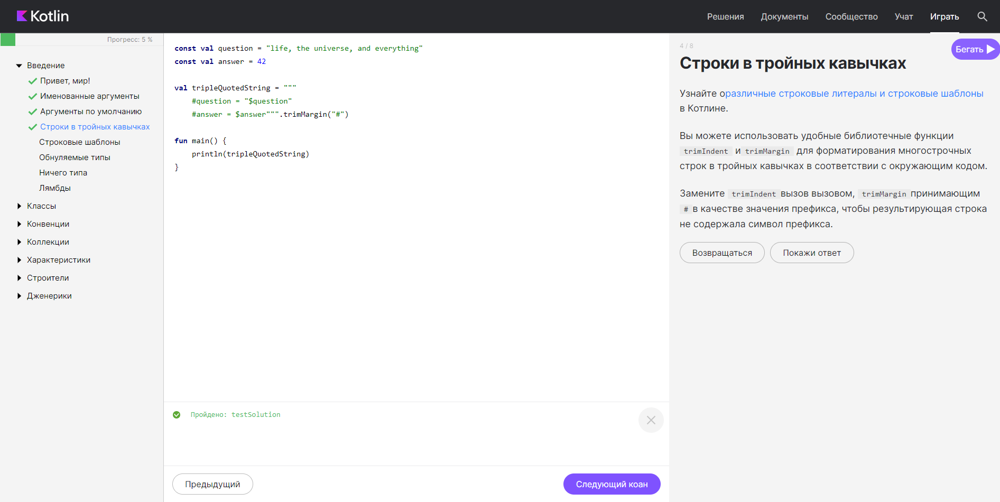 Kotlin
Решения
Документы
Сообщество
Учат
Играть
Прогресс: 5 %
Введение
Привет, мир!
Именованные аргументы
Аргументы по умолчанию
Строки в тройных кавычках
Строковые шаблоны
Обнуляемые типы
Ничего типа
Лямбды
Классы
Конвенции
Коллекции
Характеристики
Строители
Дженерики
const val question = "life, the universe, and everything"
const val answer = 42
val tripleQuotedString = """
#question = "$question"
#answer = $answer""".trimMargin("#")
fun main() {
println(tripleQuotedString)
}
Пройдено: testSolution
Предыдущий
Следующий коан
4 / 8
Бегать
Строки в тройных кавычках
Узнайте оразличные строковые литералы и строковые шаблоны
в Котлине.
Вы можете использовать удобные библиотечные функции
trimIndent и trimMargin для форматирования многострочных
строк в тройных кавычках в соответствии с окружающим кодом.
Замените trimIndent вызов вызовом, trimMargin принимающим
# в качестве значения префикса, чтобы результирующая строка
не содержала символ префикса.
Возвращаться
Покажи ответ